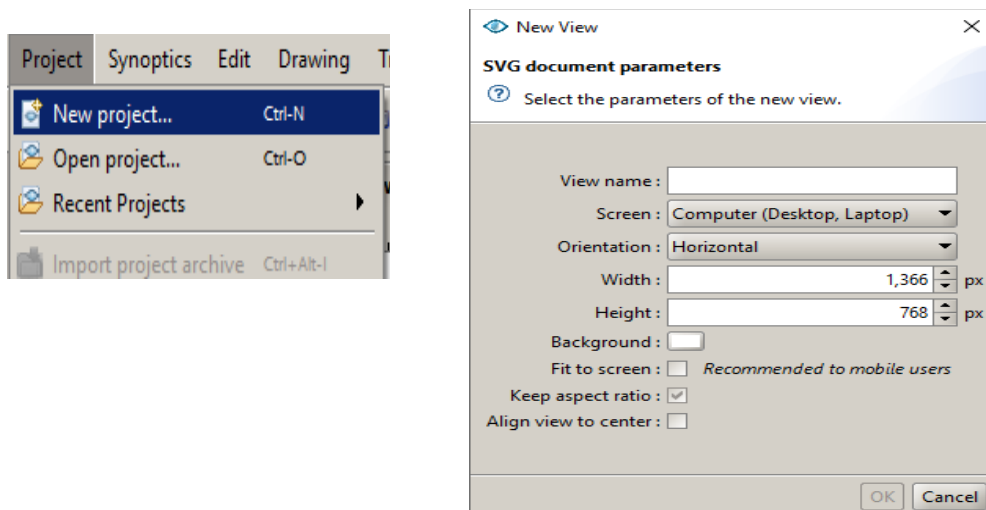 Project Synoptics Edit Drawing
New project... Ctrl-N
Open project... Ctrl-O
Recent Projects
Import project archive Ctrl+Alt-I
New View
SVG document parameters
Select the parameters of the new view.
View name :
Screen : Computer (Desktop, Laptop)
Orientation : Horizontal
Width : 1,366 px
Height : 768 px
Background :
Fit to screen : Recommended to mobile users
Keep aspect ratio :
Align view to center :
OK Cancel